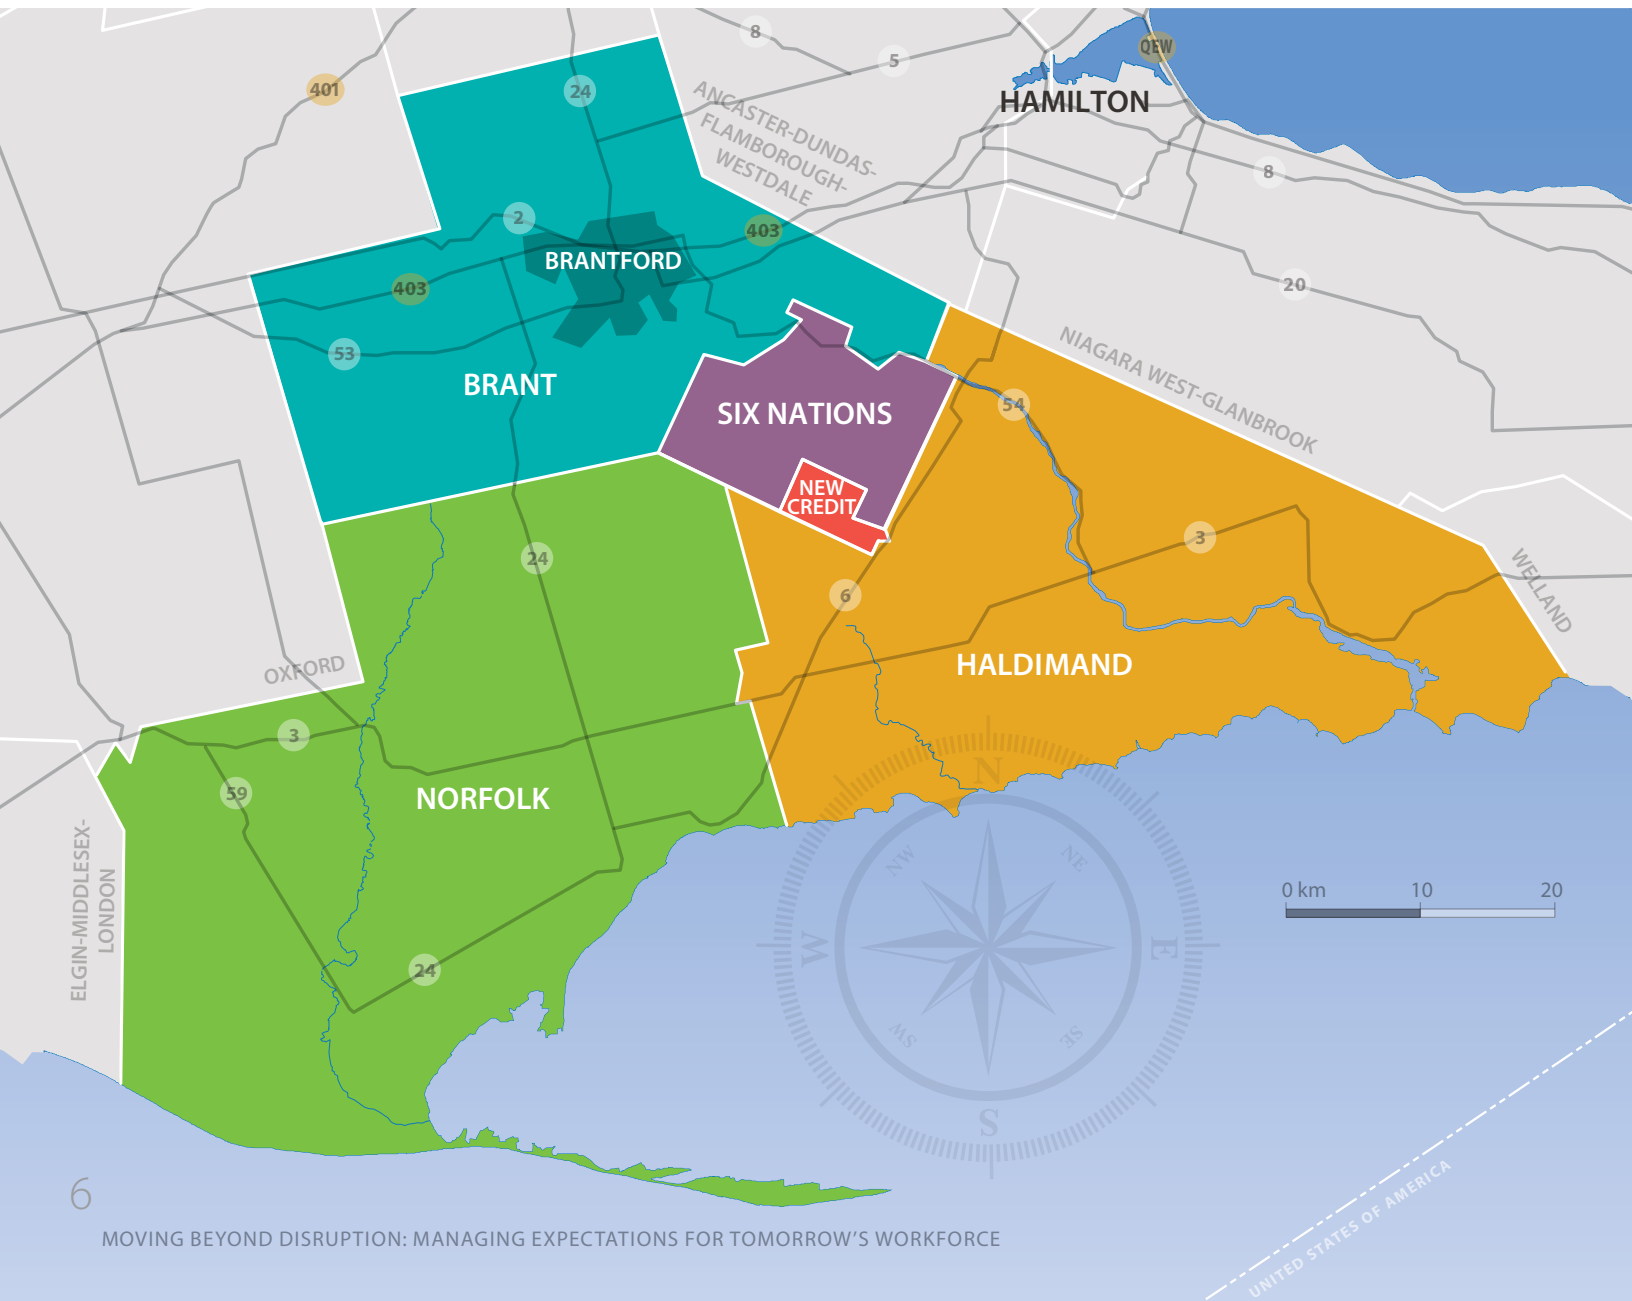 8
5
QEW
401
24
HAMILTON
ANCASTER-DUNDAS-
FLAMBOROUGH-
WESTDALE
8
2
403
BRANTFORD
403
20
53
BRANT
NIAGARA WEST-GLANBROOK
54
SIX NATIONS
NEW
CREDIT
3
24
6
WELLAND
OXFORD
HALDIMAND
3
59
NORFOLK
N
NW
NE
ELGIN-MIDDLESEX-
LONDON
0 km
10
20
W
E
24
SW
SE
S
UNITED STATES OF AMERICA
6
MOVING BEYOND DISRUPTION: MANAGING EXPECTATIONS FOR TOMORROW'S WORKFORCE